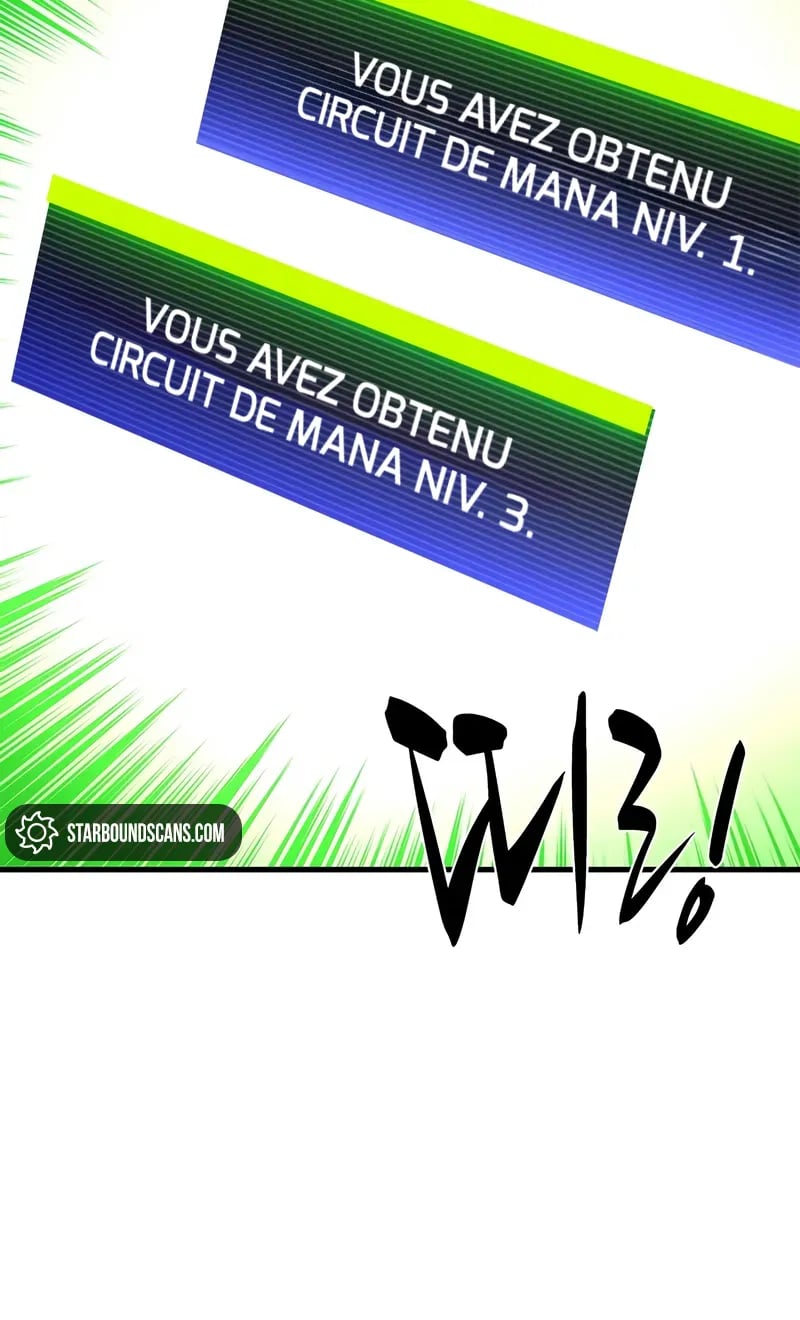 VOUS AVEZ OBTENU
CIRCUIT DE MANA NIV. 1.
VOUS AVEZ OBTENU
CIRCUIT DE MANA NIV. 3.
띠링
STARBOUNDSCANS.COM